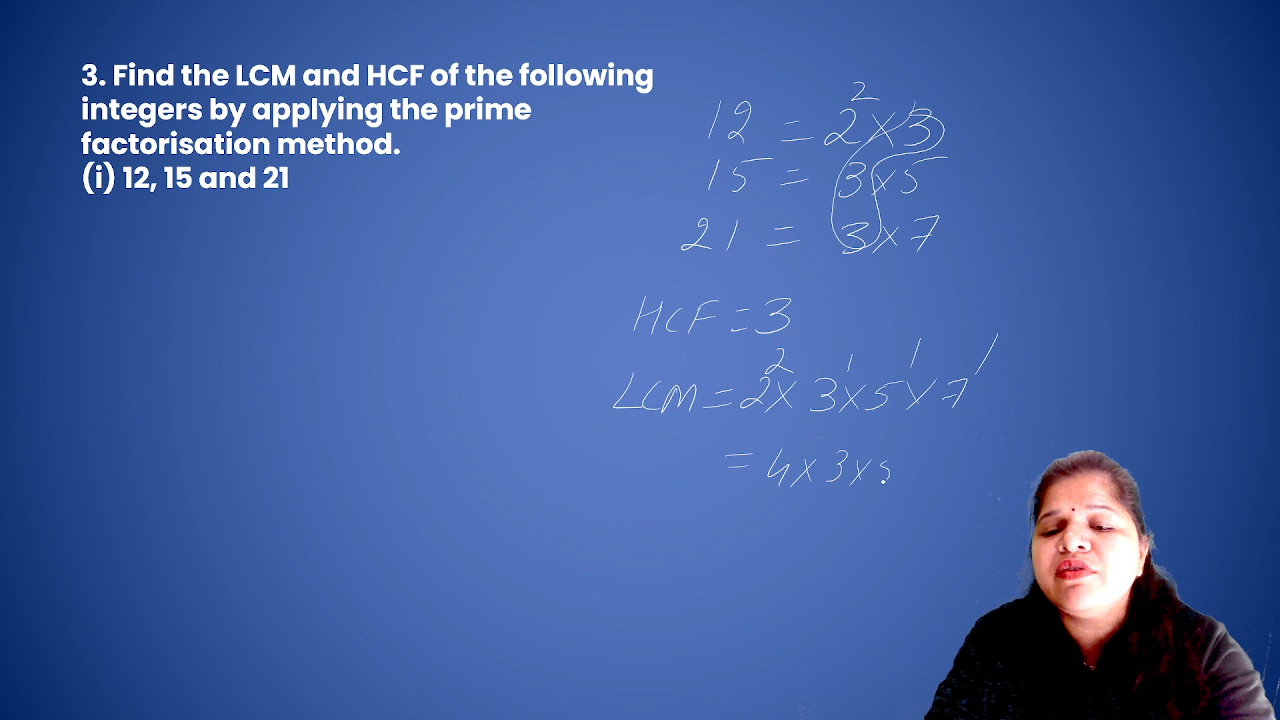 3. Find the LCM and HCF of the following
integers by applying the prime
factorisation method.
(i) 12, 15 and 21
12 = 2² × 3
15 = 3 × 5
21 = 3 × 7
HCF = 3
LCM = 2² × 3¹ × 5¹ × 7¹
= 4 × 3 ×